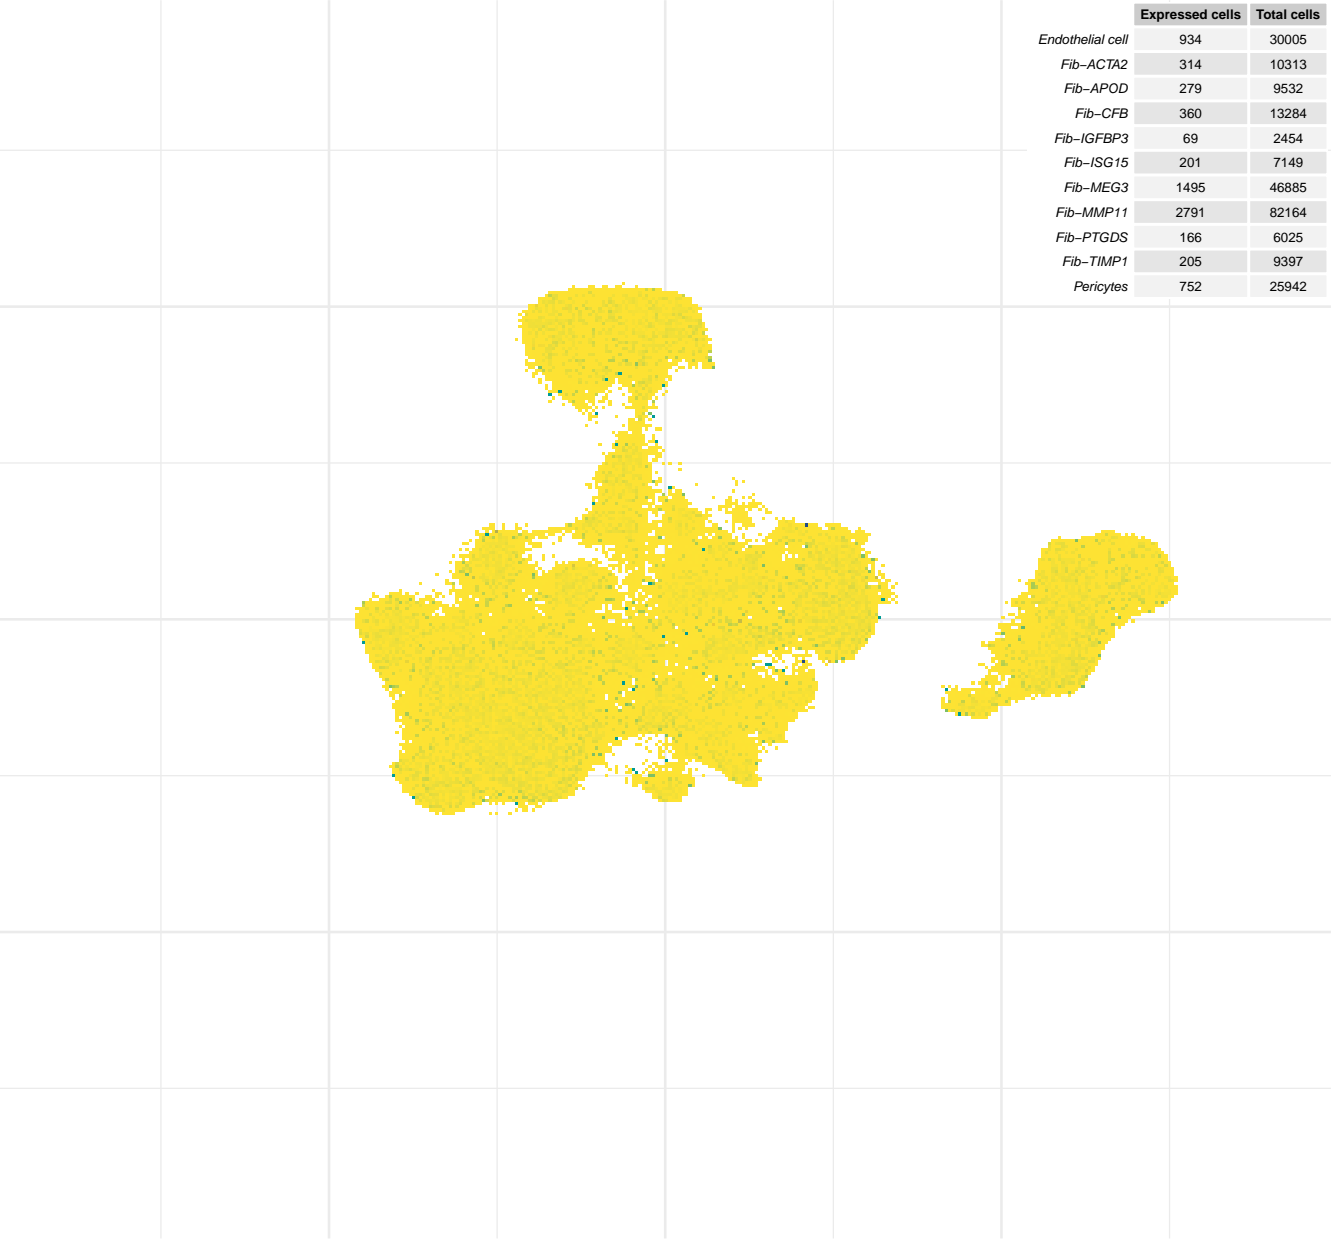 Expressed cells Total cells
Endothelial cell 934 30005
Fib−ACTA2 314 10313
Fib−APOD 279 9532
Fib−CFB 360 13284
Fib−IGFBP3 69 2454
Fib−ISG15 201 7149
Fib−MEG3 1495 46885
Fib−MMP11 2791 82164
Fib−PTGDS 166 6025
Fib−TIMP1 205 9397
Pericytes 752 25942